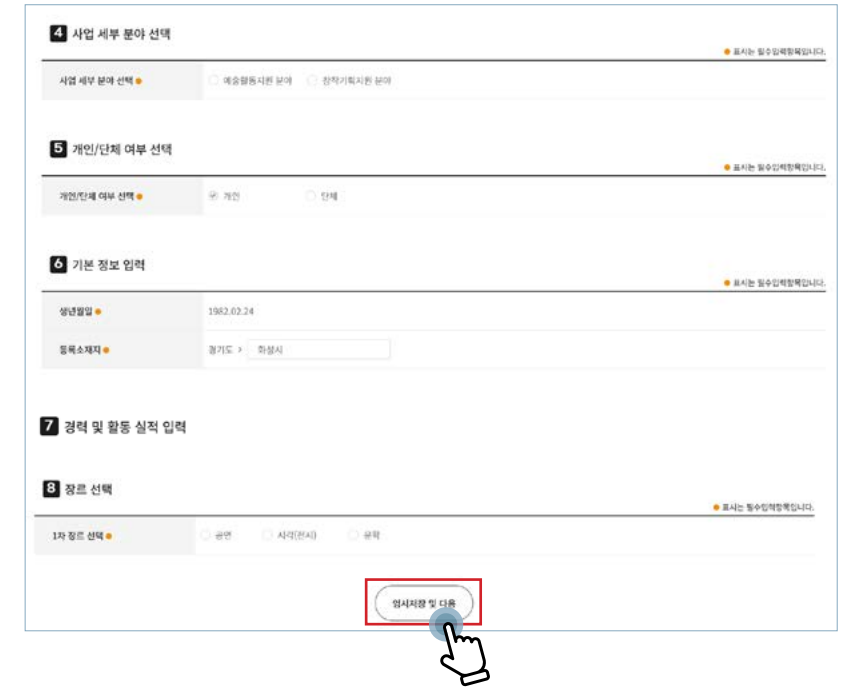 4 사업 세부 분야 선택
● 표시는 필수입력항목입니다.
사업 세부 분야 선택 ● 예술활동지원 분야 창작기획지원 분야
5 개인/단체 여부 선택
● 표시는 필수입력항목입니다.
개인/단체 여부 선택 ● 개인 단체
6 기본 정보 입력
● 표시는 필수입력항목입니다.
생년월일 ● 1982.02.24
등록소재지 ● 경기도 › 화성시
7 경력 및 활동 실적 입력
8 장르 선택
● 표시는 필수입력항목입니다.
1차 장르 선택 ● 공연 시각(전시) 문학
임시저장 및 다음